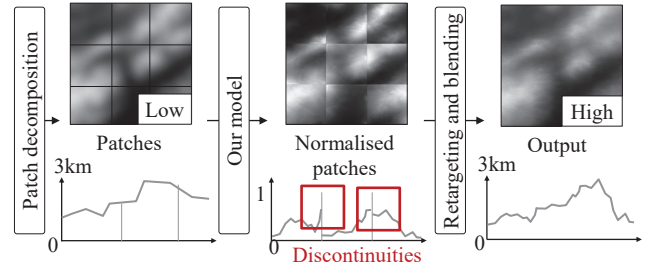 Patch decomposition
Low
Patches
3km
0
Our model
Normalised
patches
1
0
Discontinuities
Retargeting and blending
High
Output
3km
0